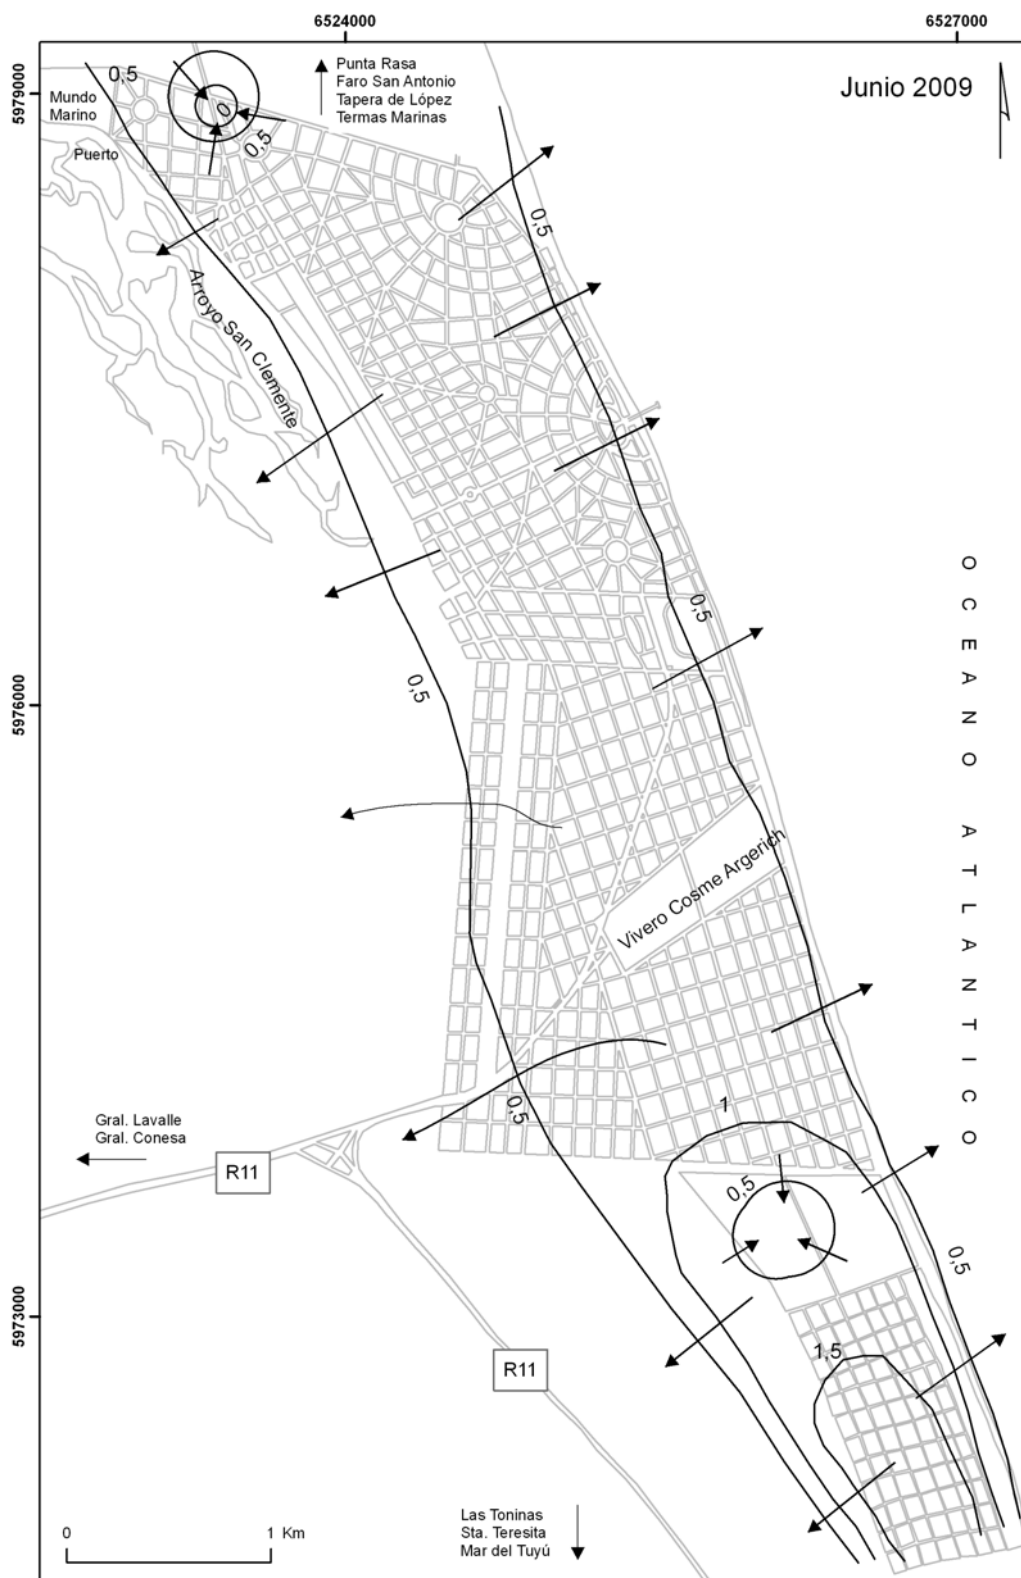 6524000
6527000
5979000
5976000
5973000
Junio 2009
Punta Rasa
Faro San Antonio
Tapera de López
Termas Marinas
0,5
0
0,5
Mundo
Marino
Puerto
0,5
Arroyo San Clemente
0,5
0,5
OCEANO ATLANTICO
Vivero Cosme Argerich
1
0,5
Gral. Lavalle
Gral. Conesa
R11
0,5
0,5
1,5
R11
0 1 Km
Las Toninas
Sta. Teresita
Mar del Tuyú